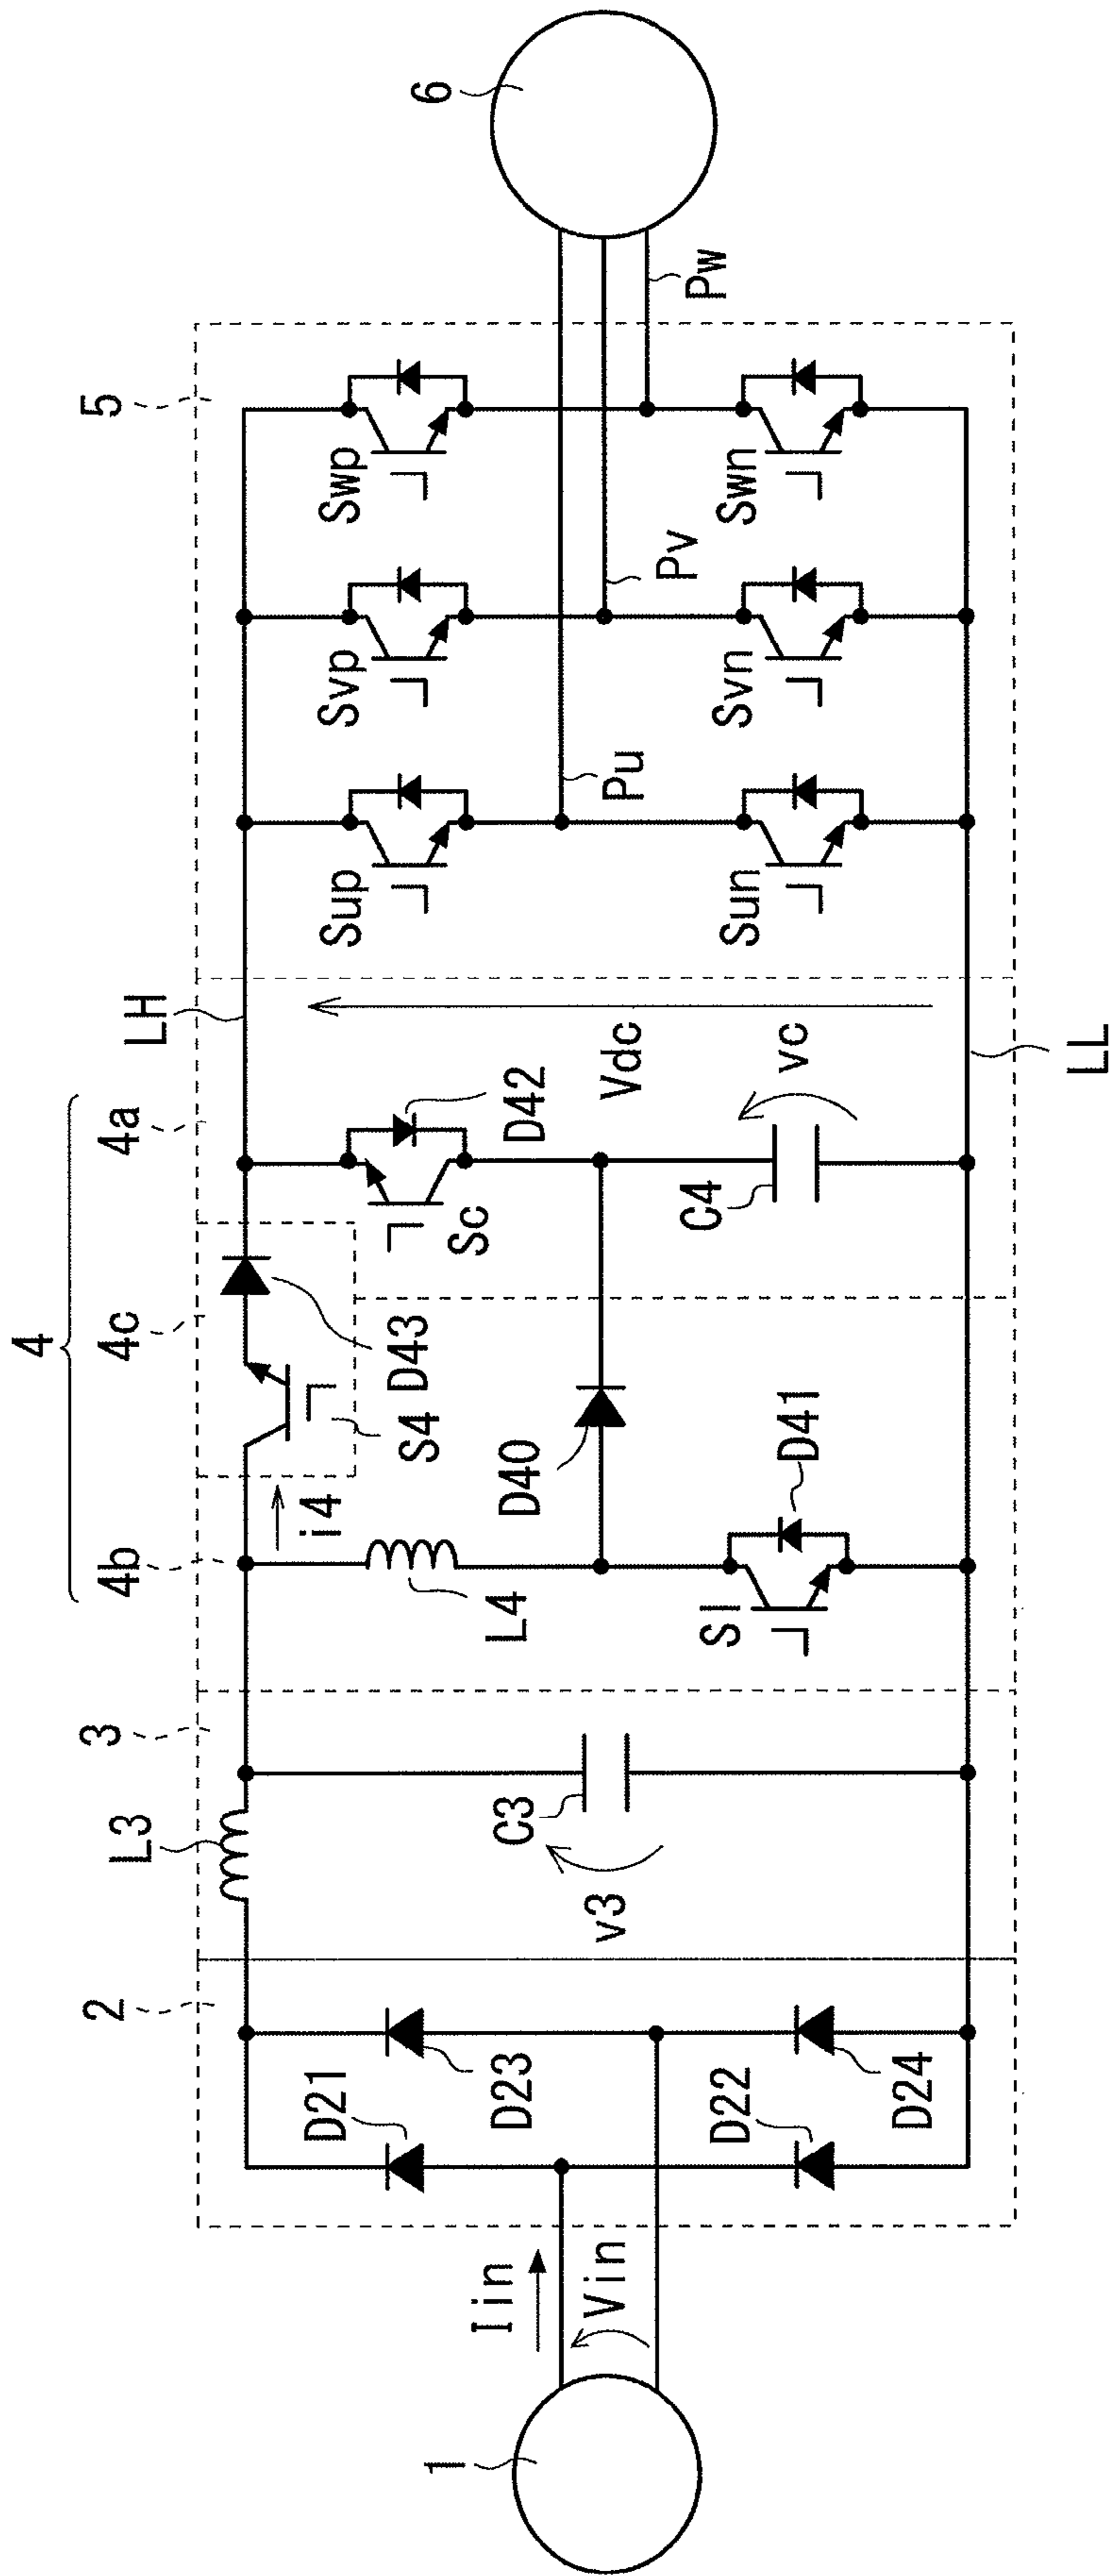 4
4b
4c
4a
LH
5
6
3
L3
2
i4
S4
D43
D42
Sc
Sup
Svp
Swp
D21
D23
L4
D40
Vdc
Pu
Pv
Pw
1
Iin
Vin
v3
C3
Sl
D41
C4
vc
Sun
Svn
Swn
D22
D24
LL